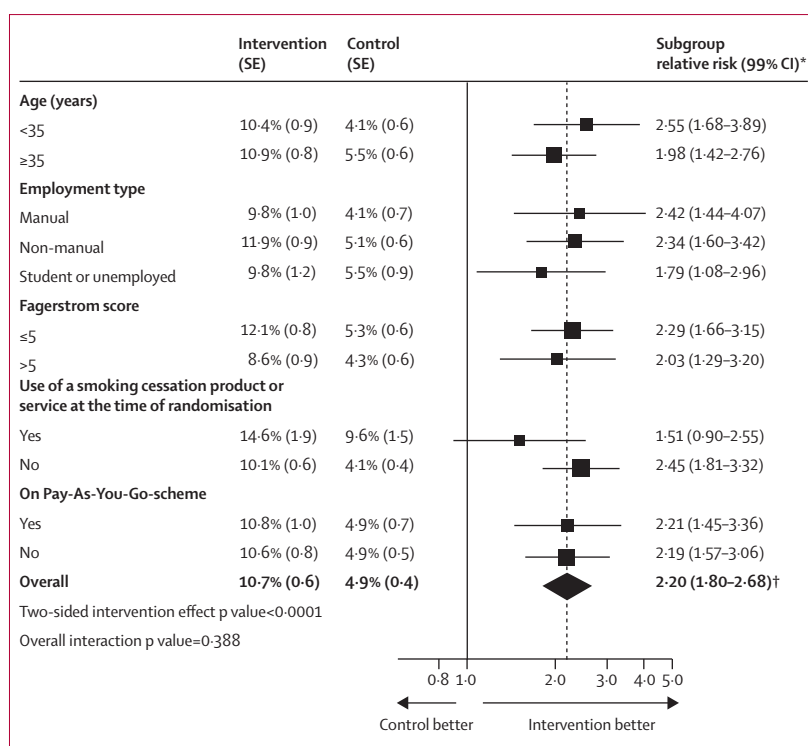 Intervention Control Subgroup
(SE) (SE) relative risk (99% CI)*
Age (years)
<35 10·4% (0·9) 4·1% (0·6) 2·55 (1·68–3·89)
≥35 10·9% (0·8) 5·5% (0·6) 1·98 (1·42–2·76)
Employment type
Manual 9·8% (1·0) 4·1% (0·7) 2·42 (1·44–4·07)
Non-manual 11·9% (0·9) 5·1% (0·6) 2·34 (1·60–3·42)
Student or unemployed 9·8% (1·2) 5·5% (0·9) 1·79 (1·08–2·96)
Fagerstrom score
≤5 12·1% (0·8) 5·3% (0·6) 2·29 (1·66–3·15)
>5 8·6% (0·9) 4·3% (0·6) 2·03 (1·29–3·20)
Use of a smoking cessation product or
service at the time of randomisation
Yes 14·6% (1·9) 9·6% (1·5) 1·51 (0·90–2·55)
No 10·1% (0·6) 4·1% (0·4) 2·45 (1·81–3·32)
On Pay-As-You-Go-scheme
Yes 10·8% (1·0) 4·9% (0·7) 2·21 (1·45–3·36)
No 10·6% (0·8) 4·9% (0·5) 2·19 (1·57–3·06)
Overall 10·7% (0·6) 4·9% (0·4) 2·20 (1·80–2·68)†
Two-sided intervention effect p value<0·0001
Overall interaction p value=0·388
0·8 1·0 2·0 3·0 4·0 5·0
Control better Intervention better